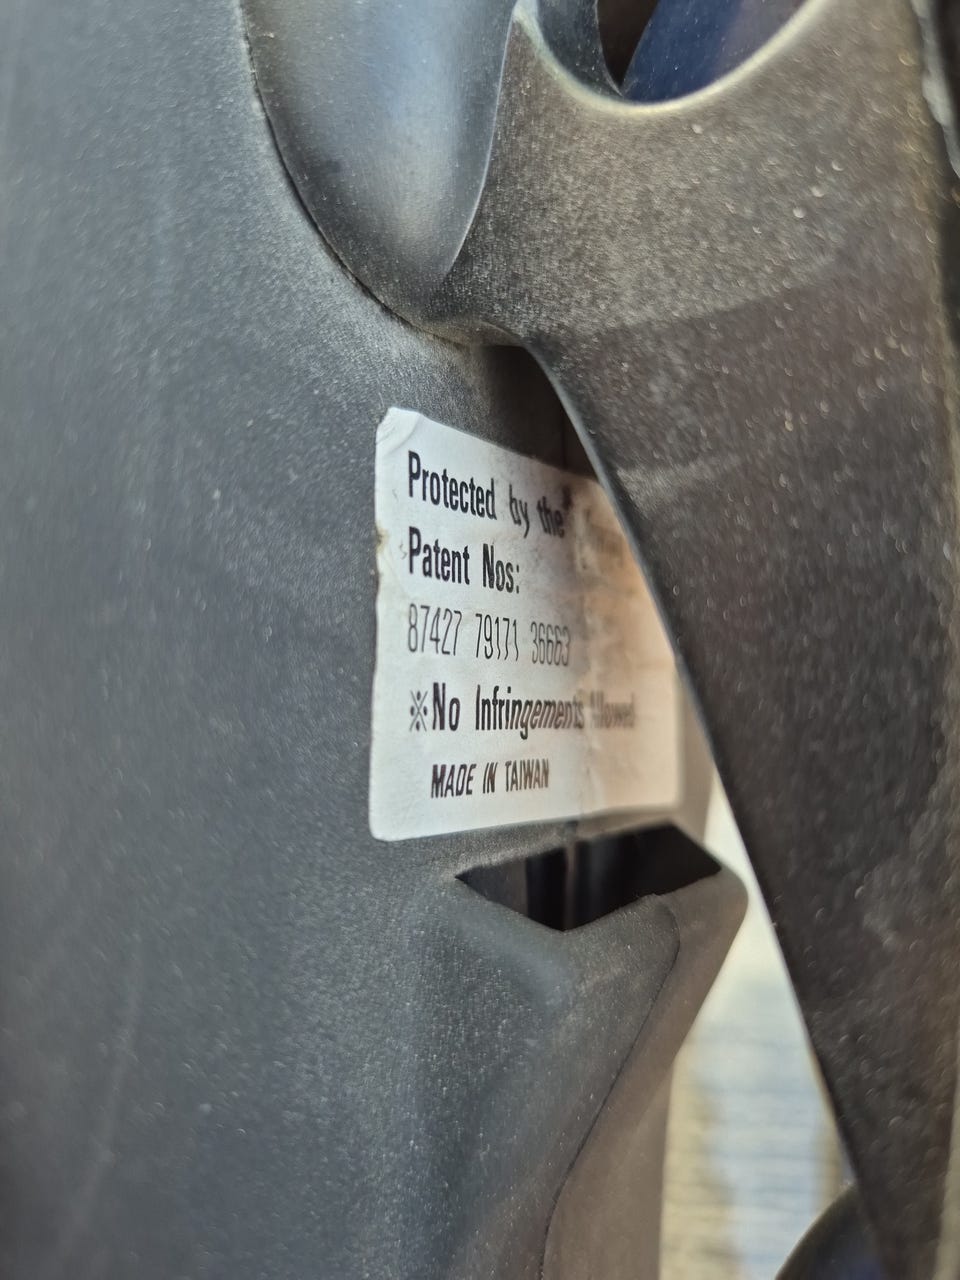 Protected by the
Patent Nos:
87427 79171 36663
※No Infringements Allowed
MADE IN TAIWAN